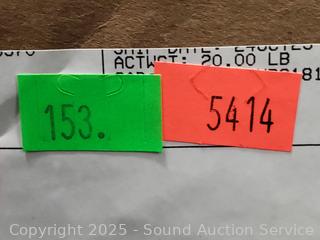 ACTWGT: 20.00 LB
153.
5414
Copyright 2025 - Sound Auction Service